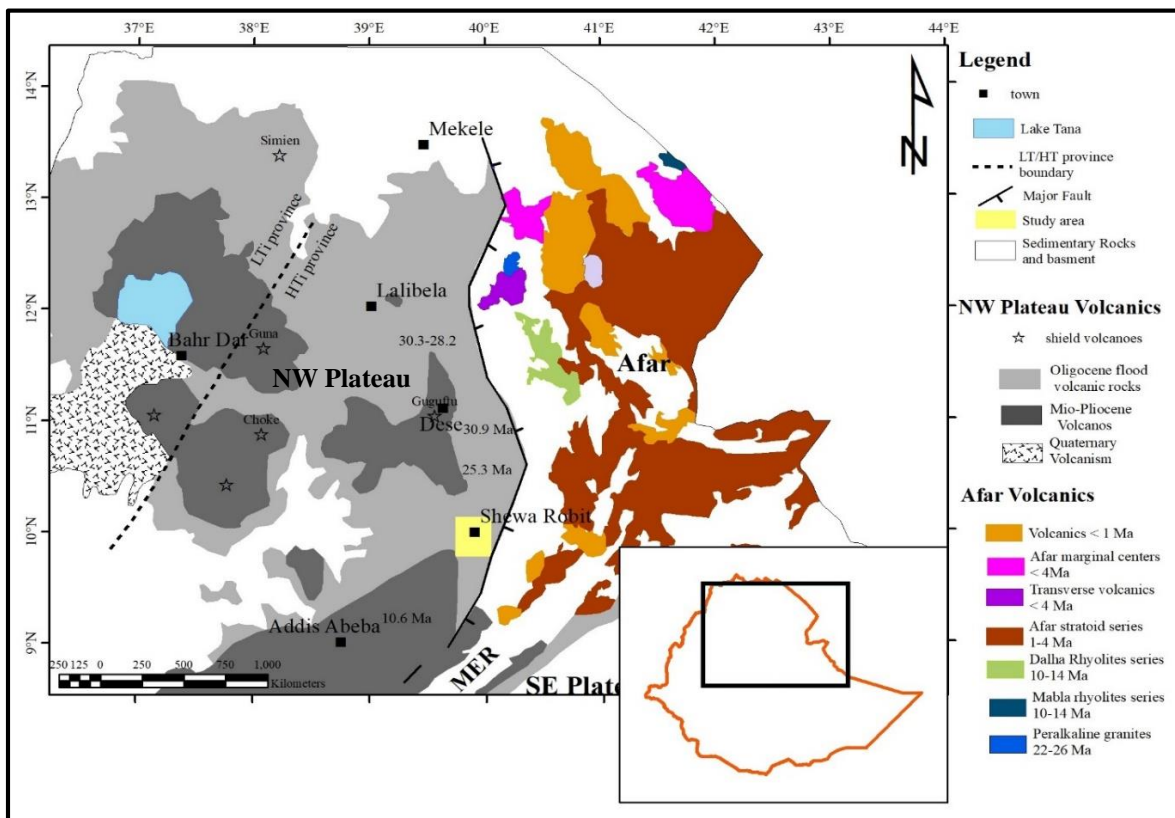 37°E 38°E 39°E 40°E 41°E 42°E 43°E 44°E
14°N
13°N
12°N
11°N
10°N
9°N
Simien
Mekele
LTi province
HTi province
Lalibela
Bahr Dar
Guna
30.3-28.2
NW Plateau
Afar
Guguftu
Choke
Dese
30.9 Ma
25.3 Ma
Shewa Robit
10.6 Ma
Addis Abeba
MER
SE Plate
250 125 0 250 500 750 1,000
Kilometers
N
Legend
town
Lake Tana
LT/HT province
boundary
Major Fault
Study area
Sedimentary Rocks
and basment
NW Plateau Volcanics
shield volcanoes
Oligocene flood
volcanic rocks
Mio-Pliocene
Volcanos
Quaternary
Volcanism
Afar Volcanics
Volcanics < 1 Ma
Afar marginal centers
< 4Ma
Transverse volcanics
< 4 Ma
Afar stratoid series
1-4 Ma
Dalha Rhyolites series
10-14 Ma
Mabla rhyolites series
10-14 Ma
Peralkaline granites
22-26 Ma